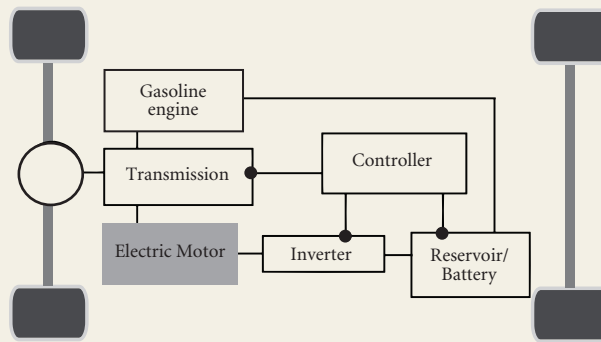 Gasoline
engine
Transmission
Controller
Electric Motor
Inverter
Reservoir/
Battery